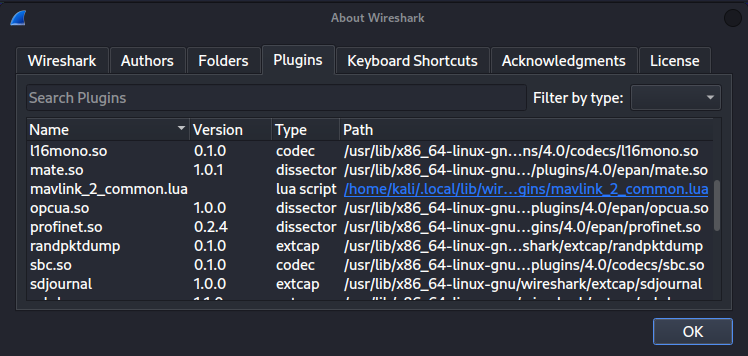 About Wireshark
Wireshark Authors Folders Plugins Keyboard Shortcuts Acknowledgments License
Search Plugins Filter by type:
Name Version Type Path
l16mono.so 0.1.0 codec /usr/lib/x86_64-linux-gnu...ns/4.0/codecs/l16mono.so
mate.so 1.0.1 dissector /usr/lib/x86_64-linux-gnu.../plugins/4.0/epan/mate.so
mavlink_2_common.lua lua script /home/kali/.local/lib/wir...gins/mavlink_2_common.lua
opcua.so 1.0.0 dissector /usr/lib/x86_64-linux-gnu...plugins/4.0/epan/opcua.so
profinet.so 0.2.4 dissector /usr/lib/x86_64-linux-gnu...gins/4.0/epan/profinet.so
randpktdump 0.1.0 extcap /usr/lib/x86_64-linux-gn...shark/extcap/randpktdump
sbc.so 0.1.0 codec /usr/lib/x86_64-linux-gnu...plugins/4.0/codecs/sbc.so
sdjournal 1.0.0 extcap /usr/lib/x86_64-linux-gnu/wireshark/extcap/sdjournal
OK